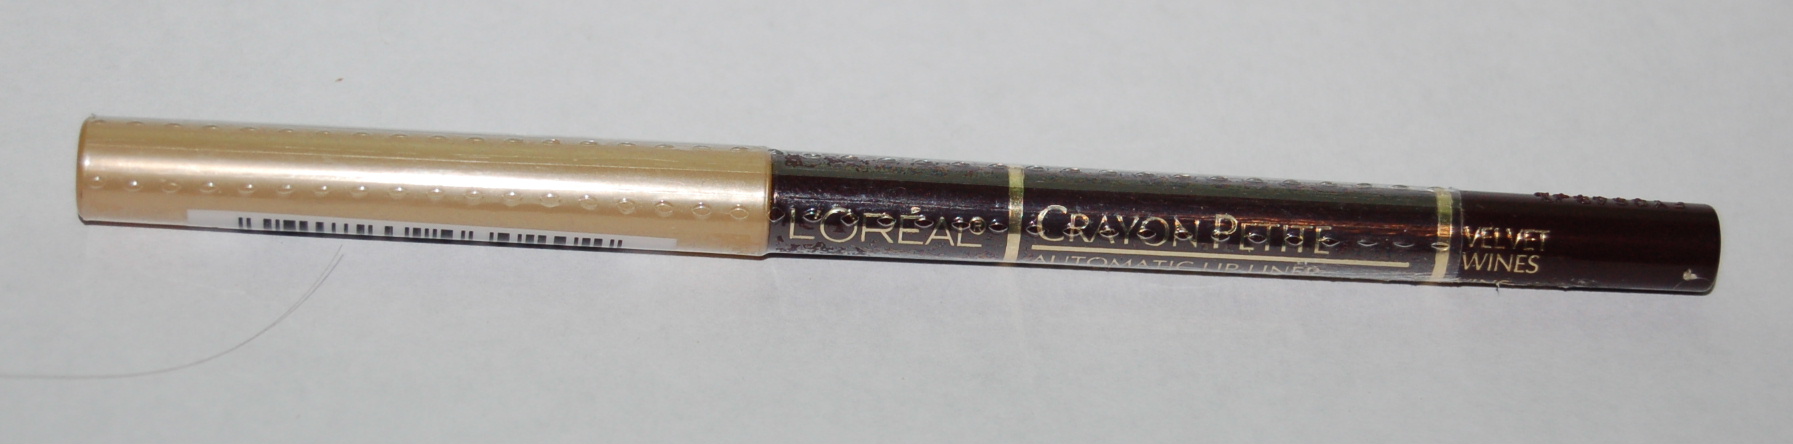 L'ORÉAL®
CRAYON PETITE
AUTOMATIC LIP LINER
VELVET
WINES